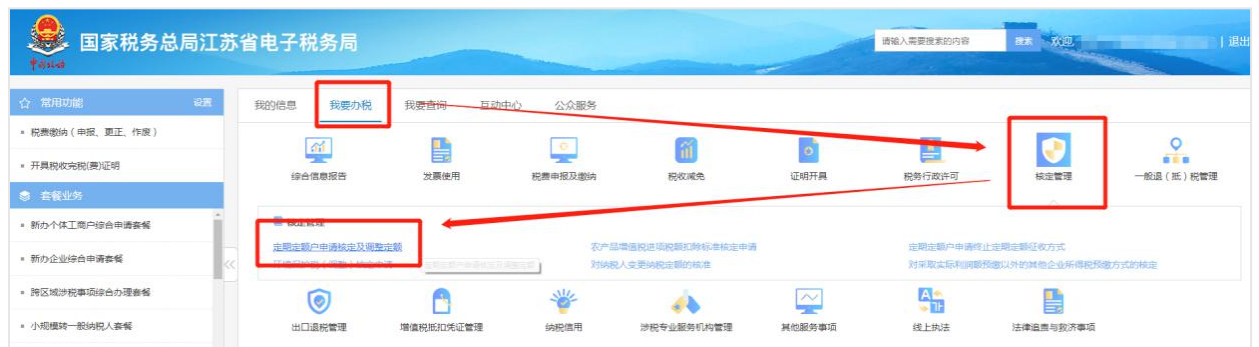 国家税务总局江苏省电子税务局
请输入需要搜索的内容 搜索 欢迎, | 退出
常用功能 设置
税费缴纳(申报、更正、作废)
开具税收完税(费)证明
套餐业务
新办个体工商户综合申请套餐
新办企业综合申请套餐
跨区域涉税事项综合办理套餐
小规模转一般纳税人套餐
我的信息 我要办税 我要查询 互动中心 公众服务
综合信息报告 发票使用 税费申报及缴纳 税收减免 证明开具 税务行政许可 核定管理 一般退(抵)税管理
核定管理
定期定额户申请核定及调整定额 农产品增值税进项税额扣除标准核定申请 定期定额户申请终止定期定额征收方式
定期定额户申请核定及调整定额 对纳税人变更纳税定额的核准 对采取实际利润额预缴以外的其他企业所得税预缴方式的核定
出口退税管理 增值税抵扣凭证管理 纳税信用 涉税专业服务机构管理 其他服务事项 线上执法 法律追责与救济事项